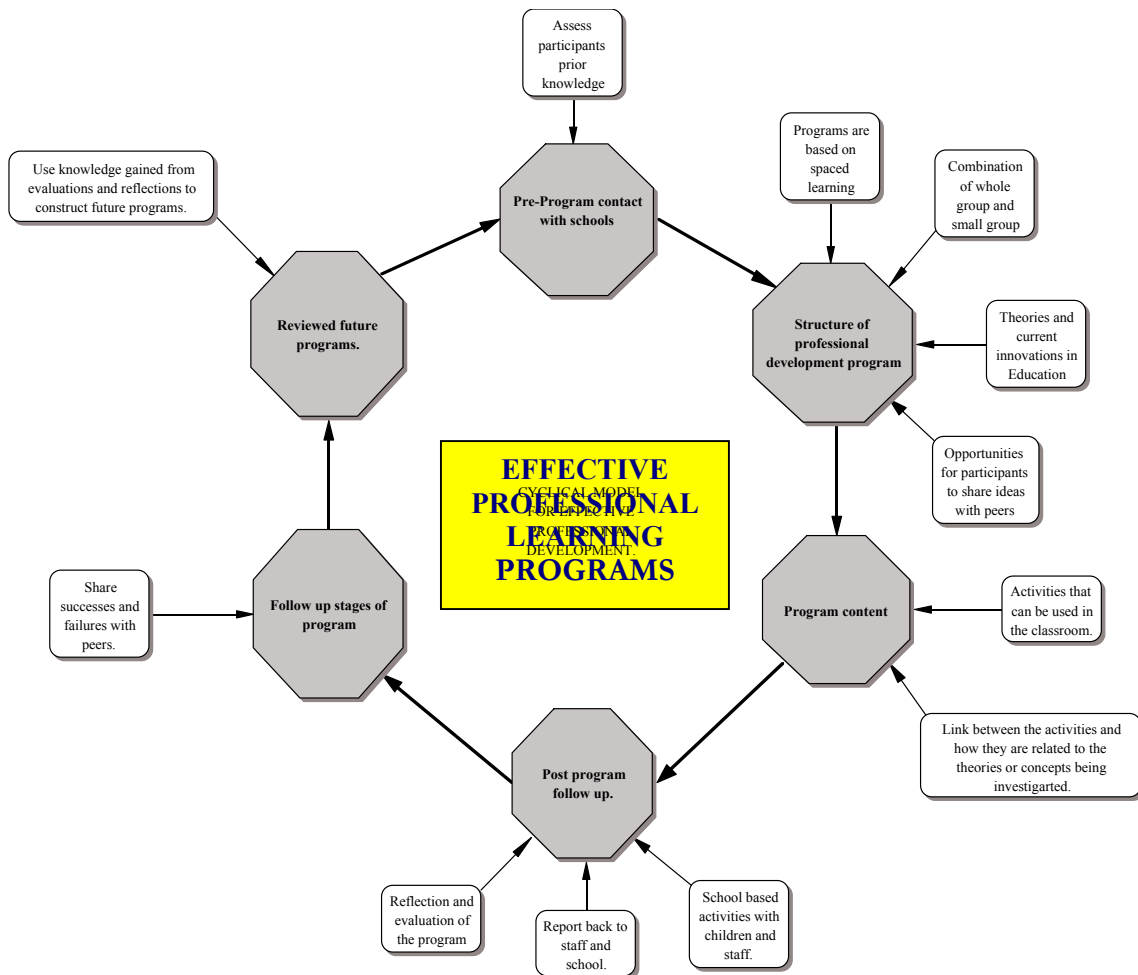 Assess
participants
prior
knowledge
Programs are
based on
spaced
learning
Combination
of whole
group and
small group
Use knowledge gained from
evaluations and reflections to
construct future programs.
Pre-Program contact
with schools
Reviewed future
programs.
Structure of
professional
development program
Theories and
current
innovations in
Education
Opportunities
for participants
to share ideas
with peers
EFFECTIVE
PROFESSIONAL
LEARNING
PROGRAMS
CYCLICAL MODEL
FOR EFFECTIVE
PROFESSIONAL
DEVELOPMENT.
Share
successes and
failures with
peers.
Follow up stages of
program
Program content
Activities that
can be used in
the classroom.
Link between the activities and
how they are related to the
theories or concepts being
investigarted.
Post program
follow up.
Reflection and
evaluation of
the program
Report back to
staff and
school.
School based
activities with
children and
staff.